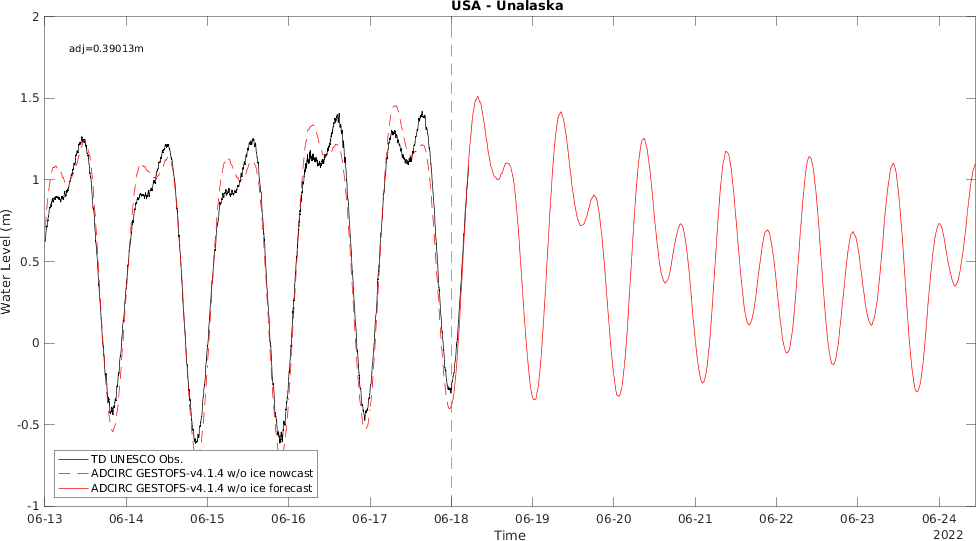 USA - Unalaska
2
adj=0.39013m
1.5
1
0.5
0
-0.5
-1
Water Level (m)
TD UNESCO Obs.
ADCIRC GESTOFS-v4.1.4 w/o ice nowcast
ADCIRC GESTOFS-v4.1.4 w/o ice forecast
06-13 06-14 06-15 06-16 06-17 06-18 06-19 06-20 06-21 06-22 06-23 06-24
Time
2022